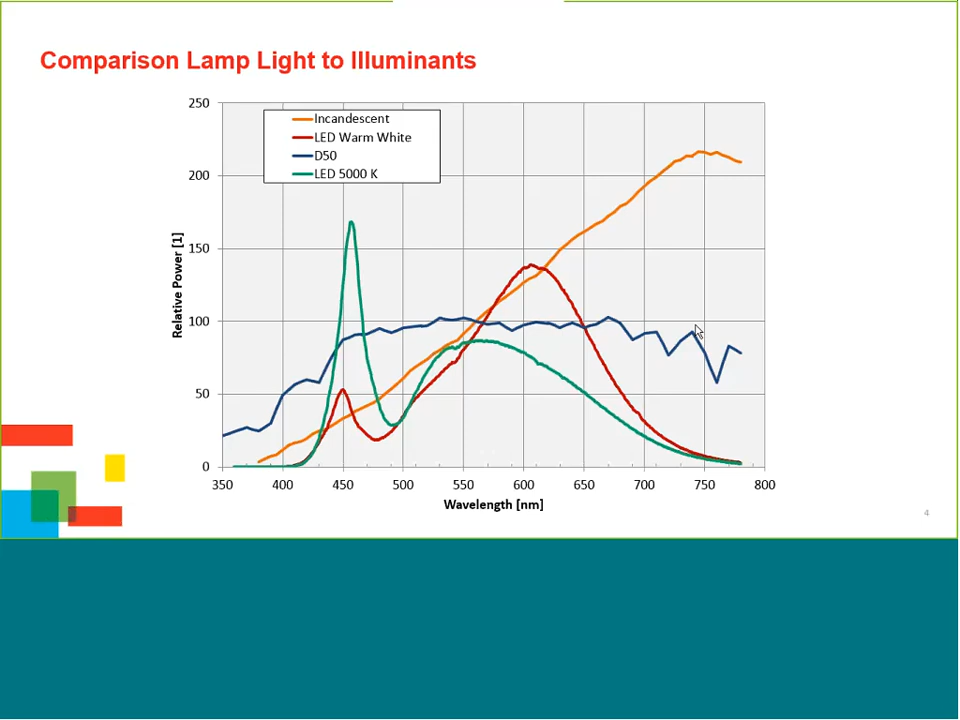 Comparison Lamp Light to Illuminants
250
200
150
100
50
0
Relative Power [1]
Incandescent
LED Warm White
D50
LED 5000 K
350 400 450 500 550 600 650 700 750 800
Wavelength [nm]
4